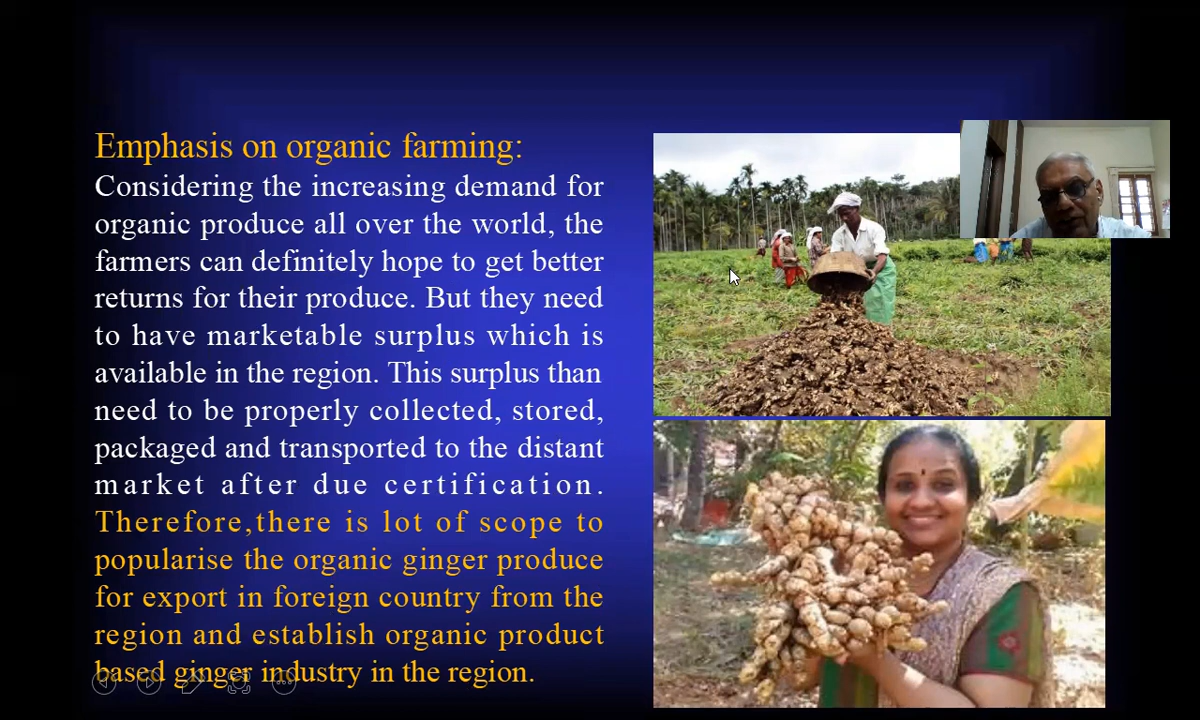 Emphasis on organic farming:
Considering the increasing demand for
organic produce all over the world, the
farmers can definitely hope to get better
returns for their produce. But they need
to have marketable surplus which is
available in the region. This surplus than
need to be properly collected, stored,
packaged and transported to the distant
market after due certification.
Therefore,there is lot of scope to
popularise the organic ginger produce
for export in foreign country from the
region and establish organic product
based ginger industry in the region.